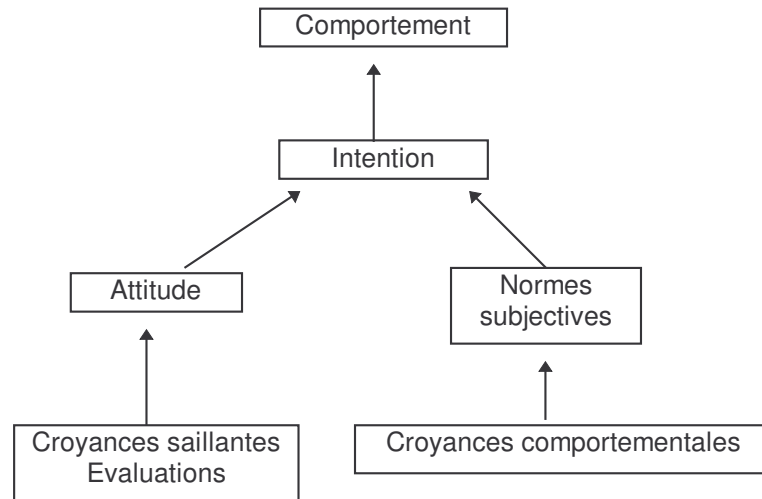 Comportement
Intention
Attitude
Normes
subjectives
Croyances saillantes
Evaluations
Croyances comportementales